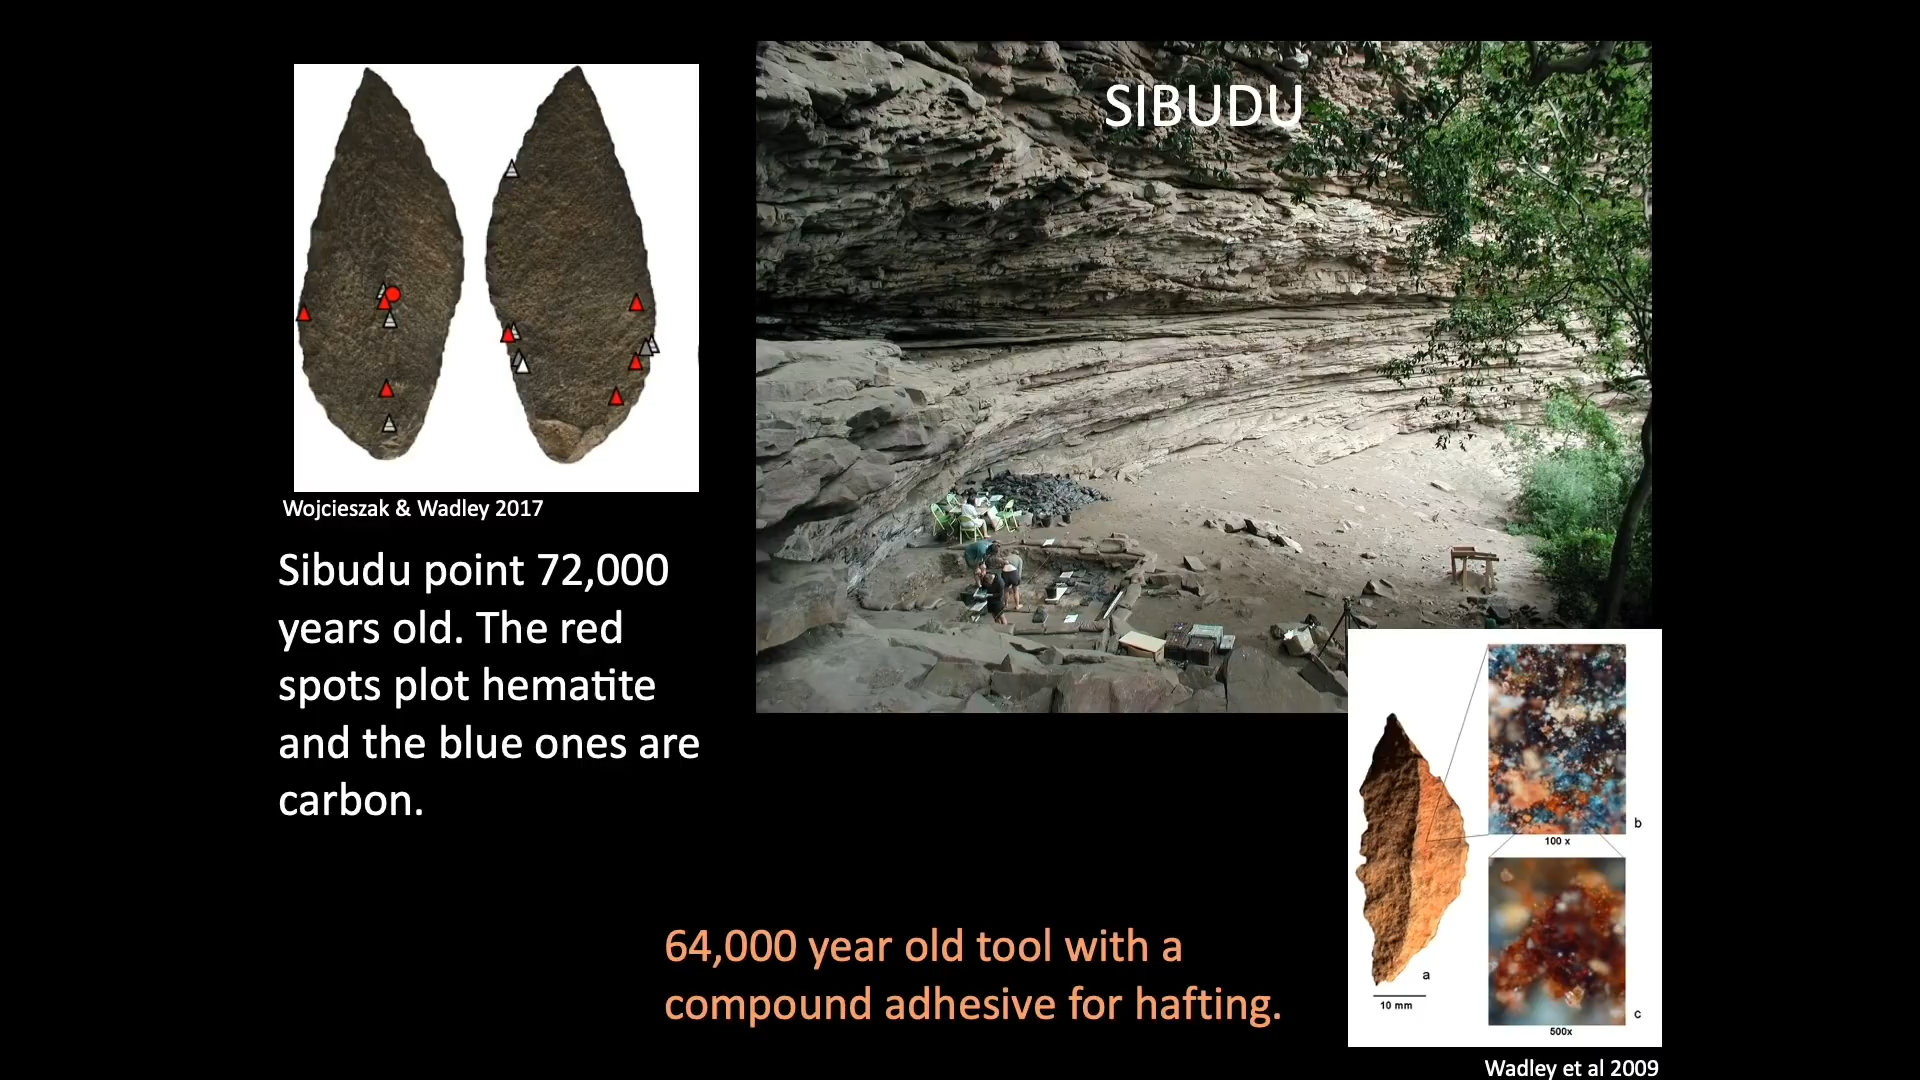 SIBUDU
Wojcieszak & Wadley 2017
Sibudu point 72,000
years old. The red
spots plot hematite
and the blue ones are
carbon.
64,000 year old tool with a
compound adhesive for hafting.
a
10 mm
b
100 x
c
500x
Wadley et al 2009